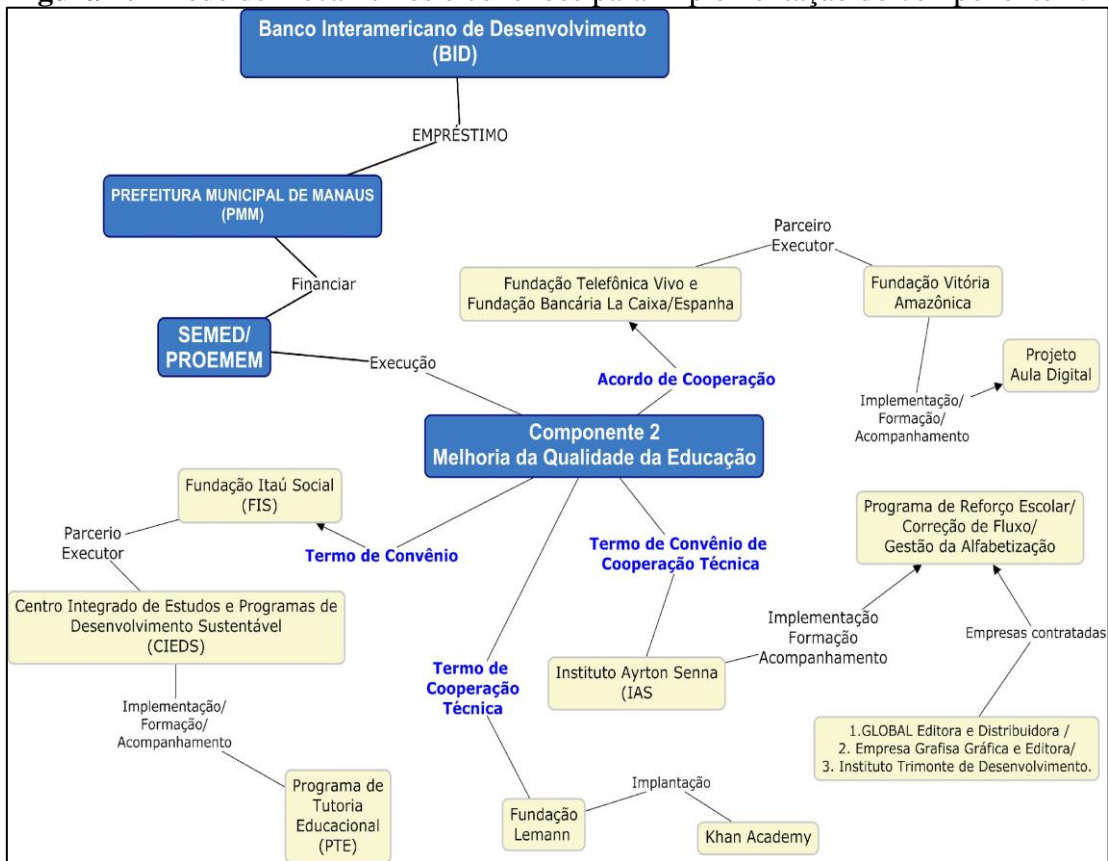 Banco Interamericano de Desenvolvimento
(BID)
EMPRÉSTIMO
PREFEITURA MUNICIPAL DE MANAUS
(PMM)
Financiar
SEMED/
PROEMEM
Execução
Parceiro
Executor
Fundação Telefônica Vivo e
Fundação Bancária La Caixa/Espanha
Fundação Vitória
Amazônica
Acordo de Cooperação
Implementação/
Formação/
Acompanhamento
Projeto
Aula Digital
Componente 2
Melhoria da Qualidade da Educação
Fundação Itaú Social
(FIS)
Parcerio
Executor
Termo de Convênio
Centro Integrado de Estudos e Programas de
Desenvolvimento Sustentável
(CIEDS)
Implementação/
Formação/
Acompanhamento
Programa de
Tutoria
Educacional
(PTE)
Termo de
Cooperação
Técnica
Fundação
Lemann
Implantação
Khan Academy
Termo de Convênio de
Cooperação Técnica
Instituto Ayrton Senna
(IAS
Implementação
Formação
Acompanhamento
Programa de Reforço Escolar/
Correção de Fluxo/
Gestão da Alfabetização
Empresas contratadas
1.GLOBAL Editora e Distribuidora /
2. Empresa Grafisa Gráfica e Editora/
3. Instituto Trimonte de Desenvolvimento.